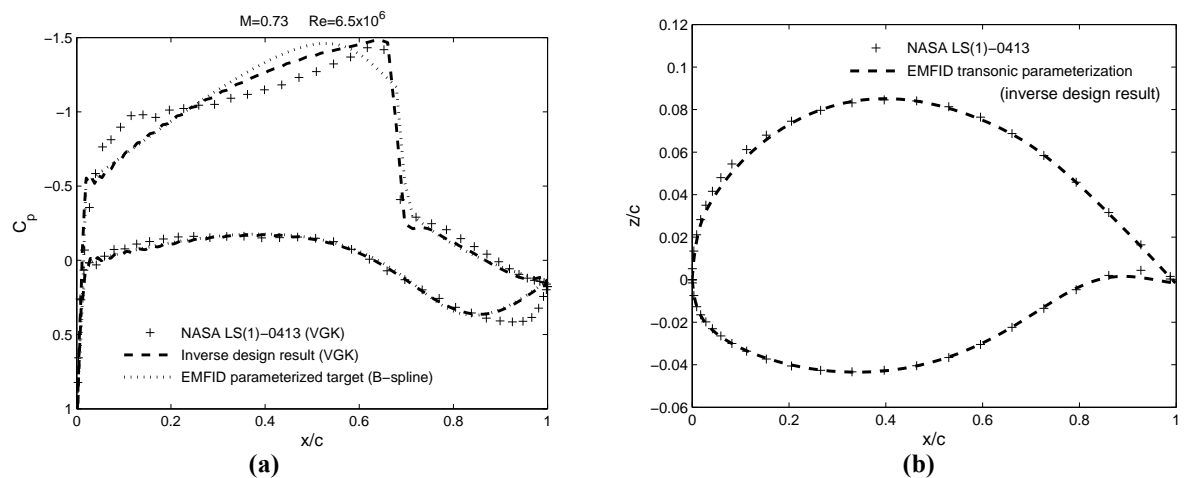 M=0.73 Re=6.5x10^6
-1.5
-1
-0.5
0
0.5
1
C_p
+ NASA LS(1)-0413 (VGK)
Inverse design result (VGK)
EMFID parameterized target (B-spline)
0 0.2 0.4 0.6 0.8 1
x/c
(a)
0.12
0.1
0.08
0.06
0.04
0.02
0
-0.02
-0.04
-0.06
z/c
+ NASA LS(1)-0413
EMFID transonic parameterization
(inverse design result)
0 0.2 0.4 0.6 0.8 1
x/c
(b)